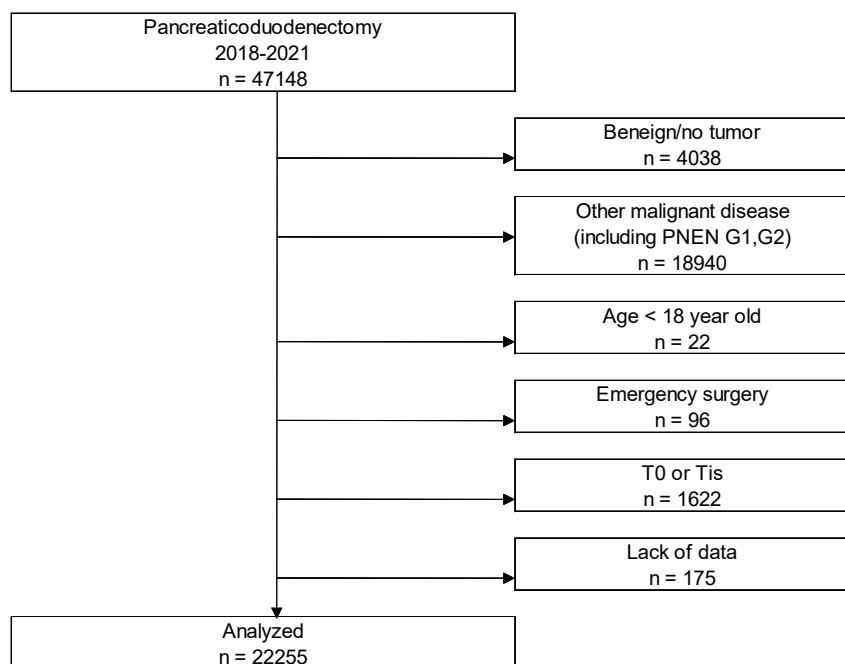 Pancreaticoduodenectomy
2018-2021
n = 47148
Beneign/no tumor
n = 4038
Other malignant disease
(including PNEN G1,G2)
n = 18940
Age < 18 year old
n = 22
Emergency surgery
n = 96
T0 or Tis
n = 1622
Lack of data
n = 175
Analyzed
n = 22255